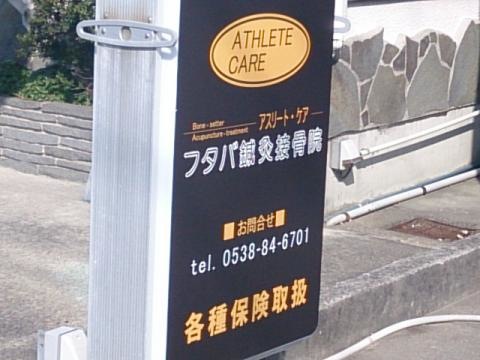 ATHLETE
CARE
Bone-setter
Acupuncture-treatment
アスリート・ケア
フタバ鍼灸接骨院
お問合せ
tel. 0538-84-6701
各種保険取扱